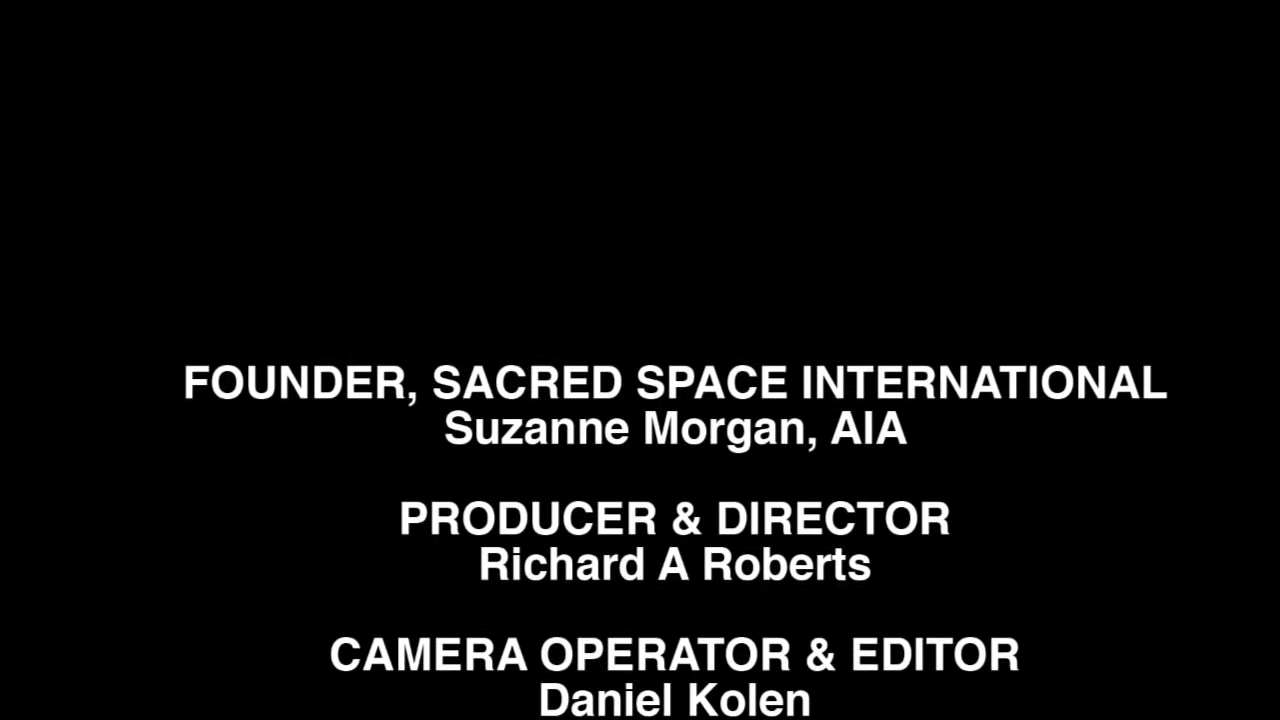 FOUNDER, SACRED SPACE INTERNATIONAL
Suzanne Morgan, AIA
PRODUCER & DIRECTOR
Richard A Roberts
CAMERA OPERATOR & EDITOR
Daniel Kolen